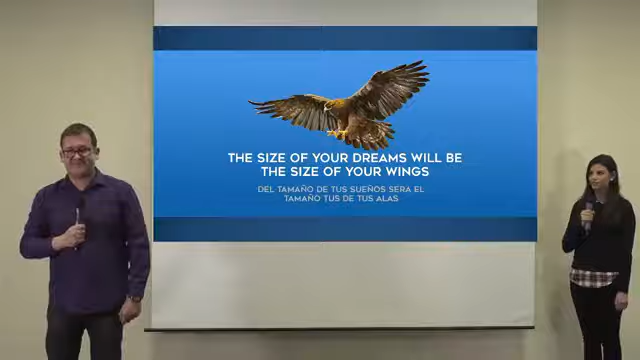 THE SIZE OF YOUR DREAMS WILL BE
THE SIZE OF YOUR WINGS
DEL TAMAÑO DE TUS SUEÑOS SERA EL
TAMAÑO TUS DE TUS ALAS